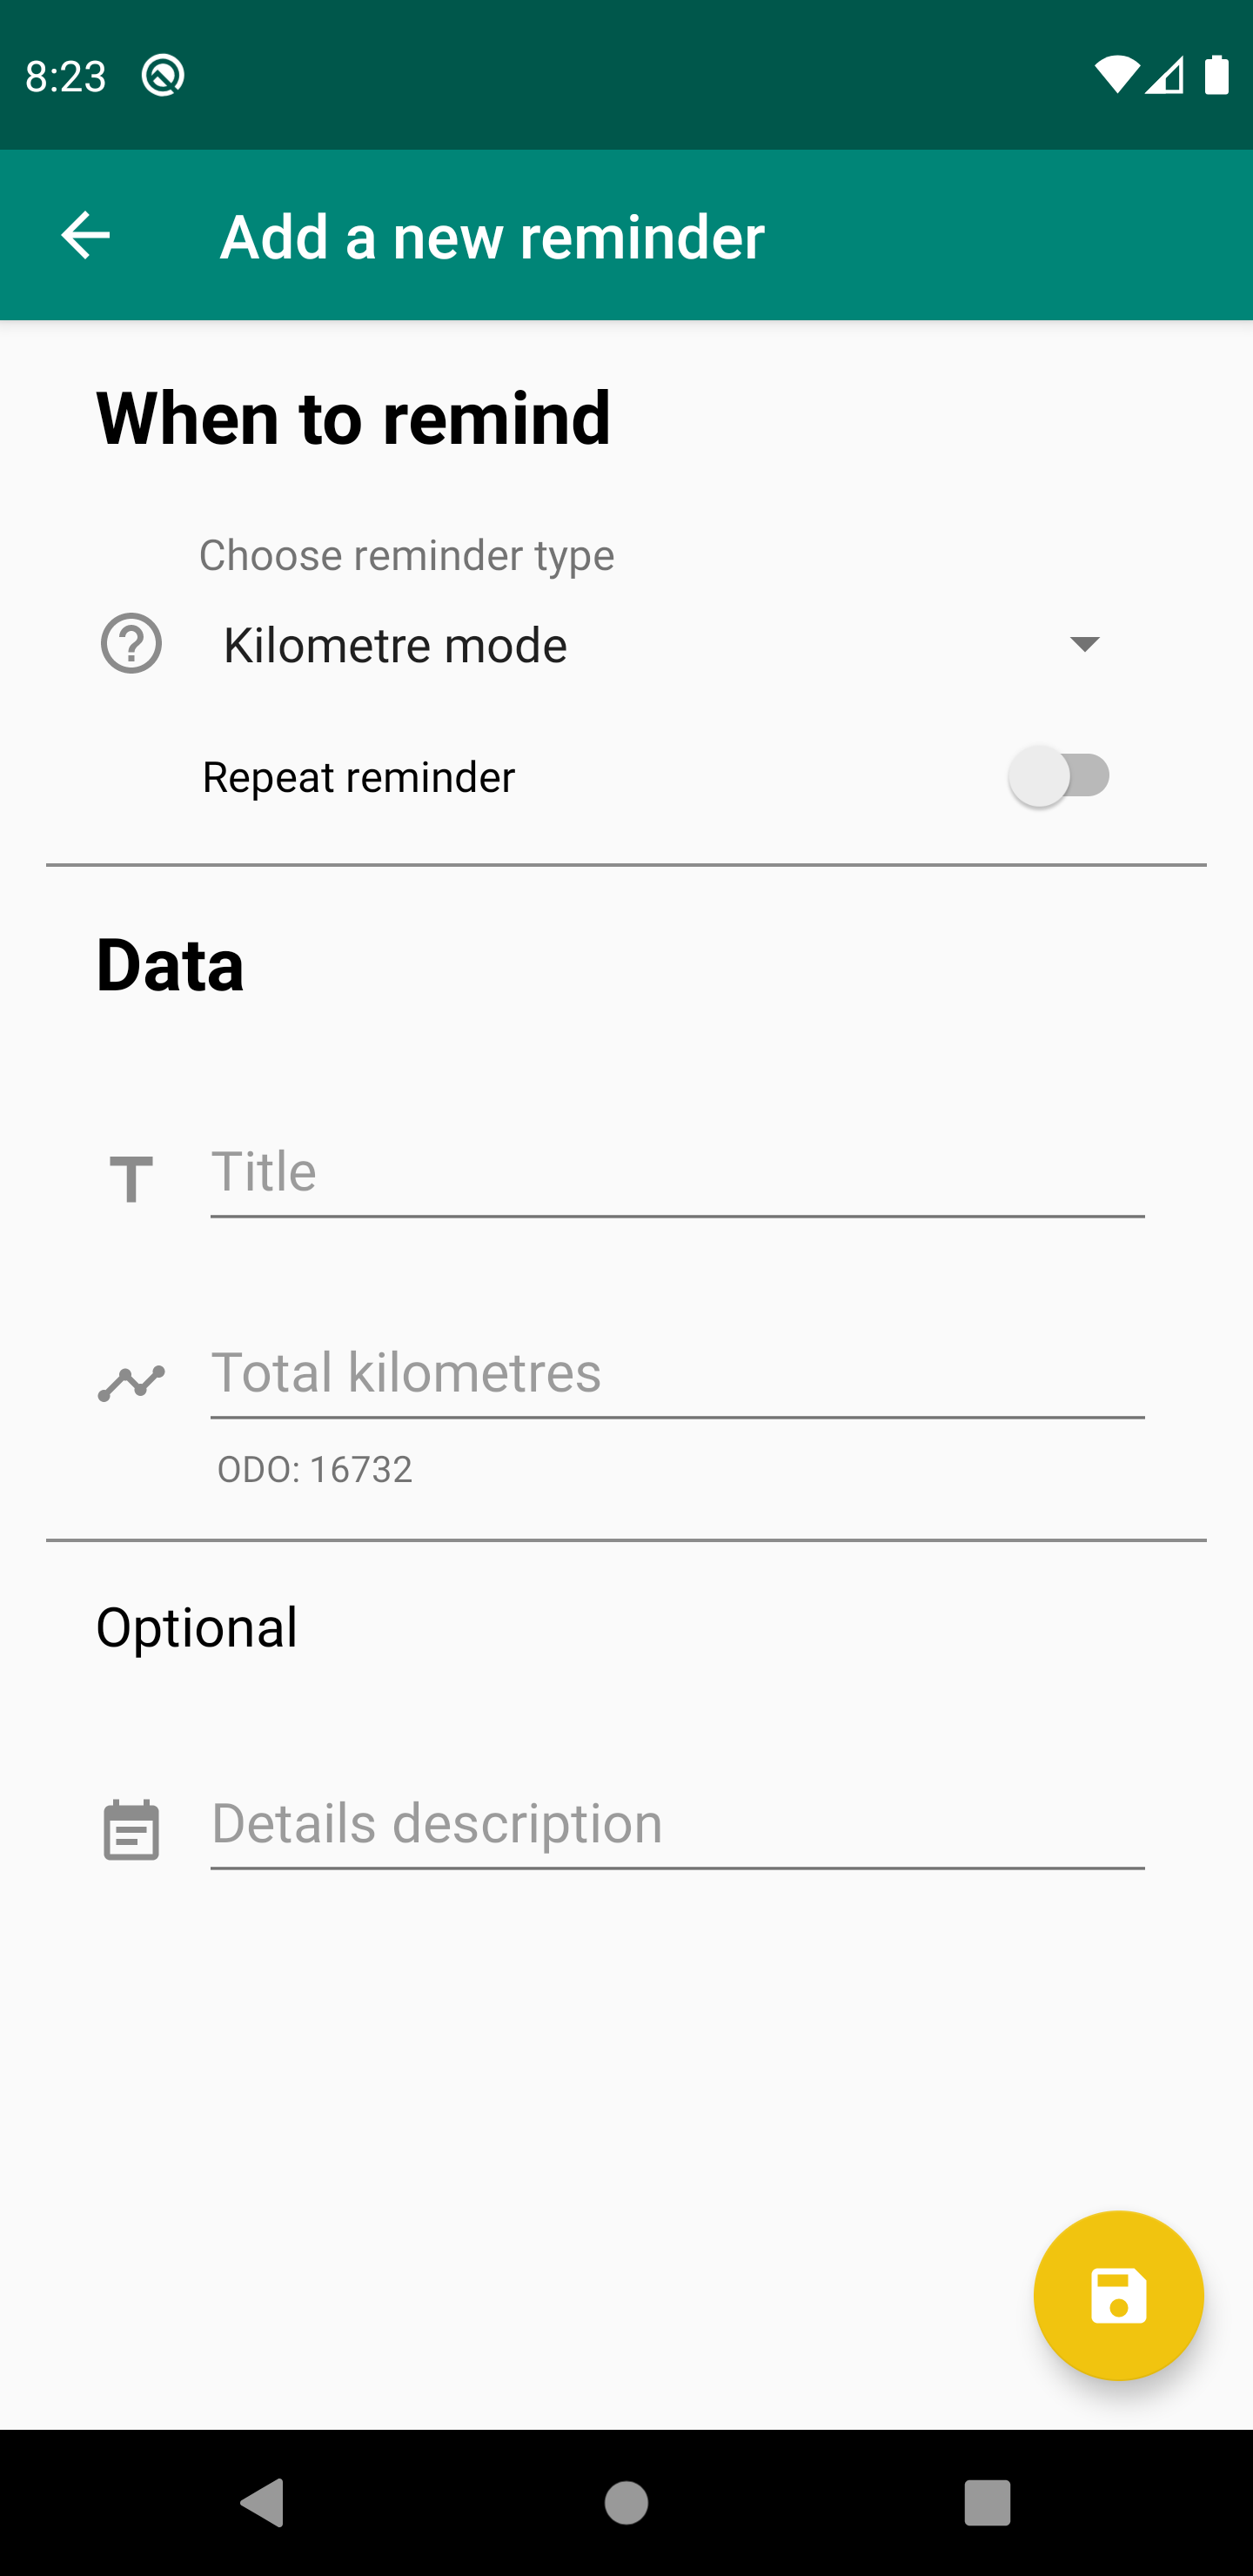 8:23
Add a new reminder
When to remind
Choose reminder type
Kilometre mode
Repeat reminder
Data
Title
Total kilometres
ODO: 16732
Optional
Details description